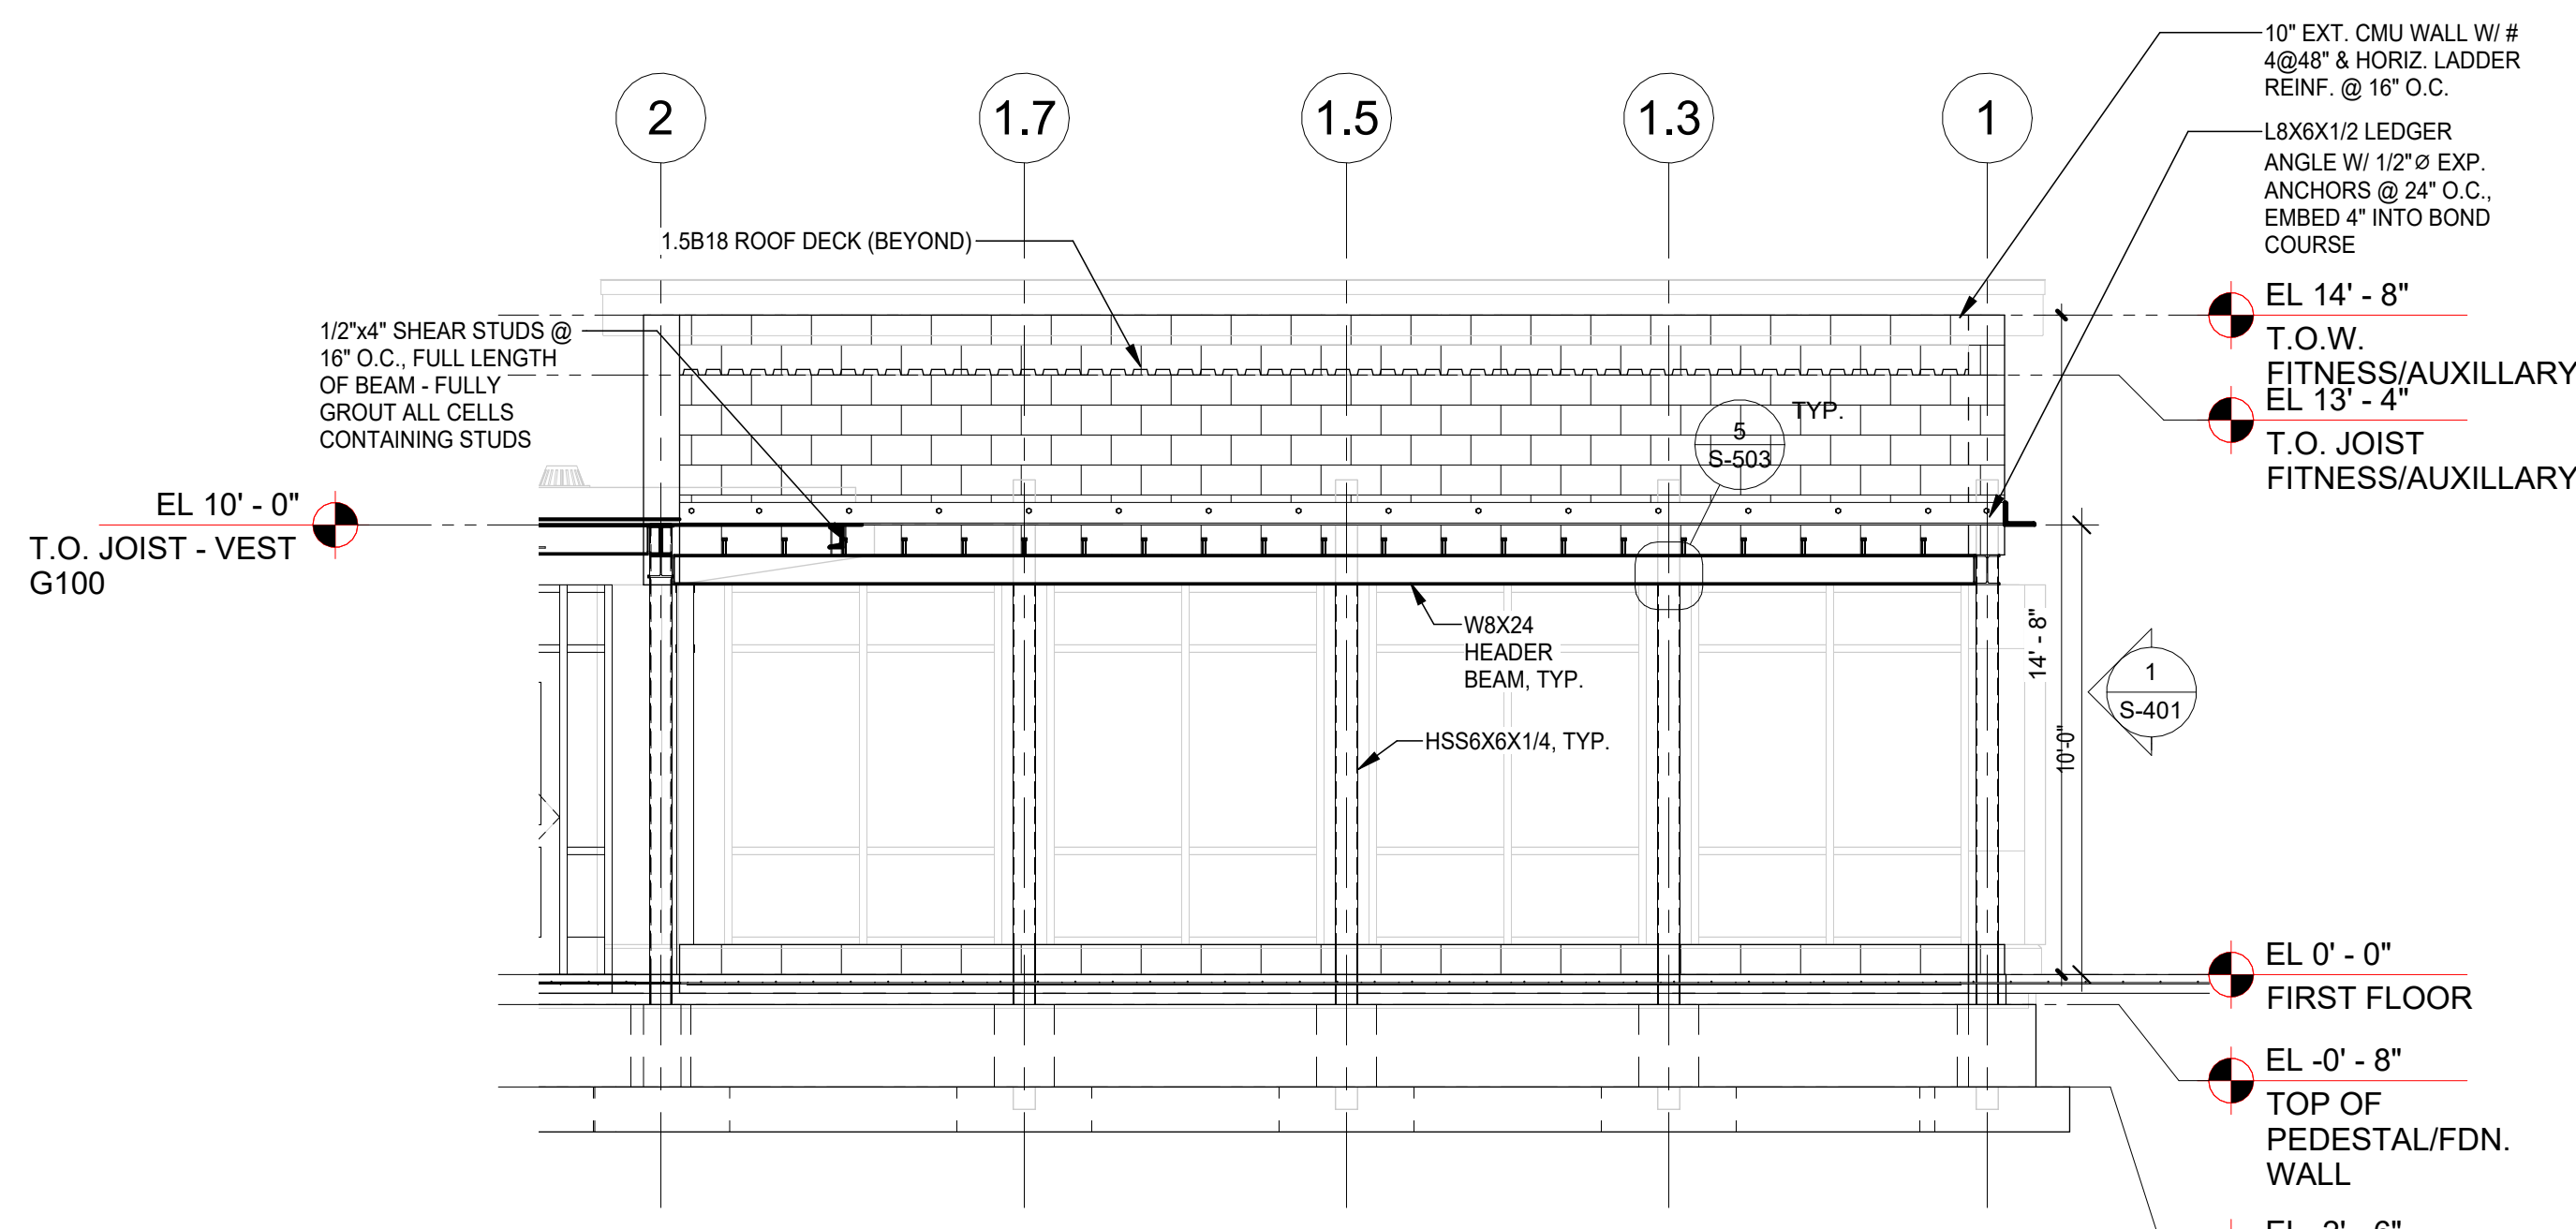 2
1.7
1.5
1.3
1
10" EXT. CMU WALL W/ #
4@48" & HORIZ. LADDER
REINF. @ 16" O.C.
L8X6X1/2 LEDGER
ANGLE W/ 1/2"Ø EXP.
ANCHORS @ 24" O.C.,
EMBED 4" INTO BOND
COURSE
1.5B18 ROOF DECK (BEYOND)
1/2"x4" SHEAR STUDS @
16" O.C., FULL LENGTH
OF BEAM - FULLY
GROUT ALL CELLS
CONTAINING STUDS
EL 14' - 8"
T.O.W.
FITNESS/AUXILLARY
EL 13' - 4"
T.O. JOIST
FITNESS/AUXILLARY
TYP.
5
S-503
EL 10' - 0"
T.O. JOIST - VEST
G100
W8X24
HEADER
BEAM, TYP.
HSS6X6X1/4, TYP.
14' - 8"
10'-0"
1
S-401
EL 0' - 0"
FIRST FLOOR
EL -0' - 8"
TOP OF
PEDESTAL/FDN.
WALL